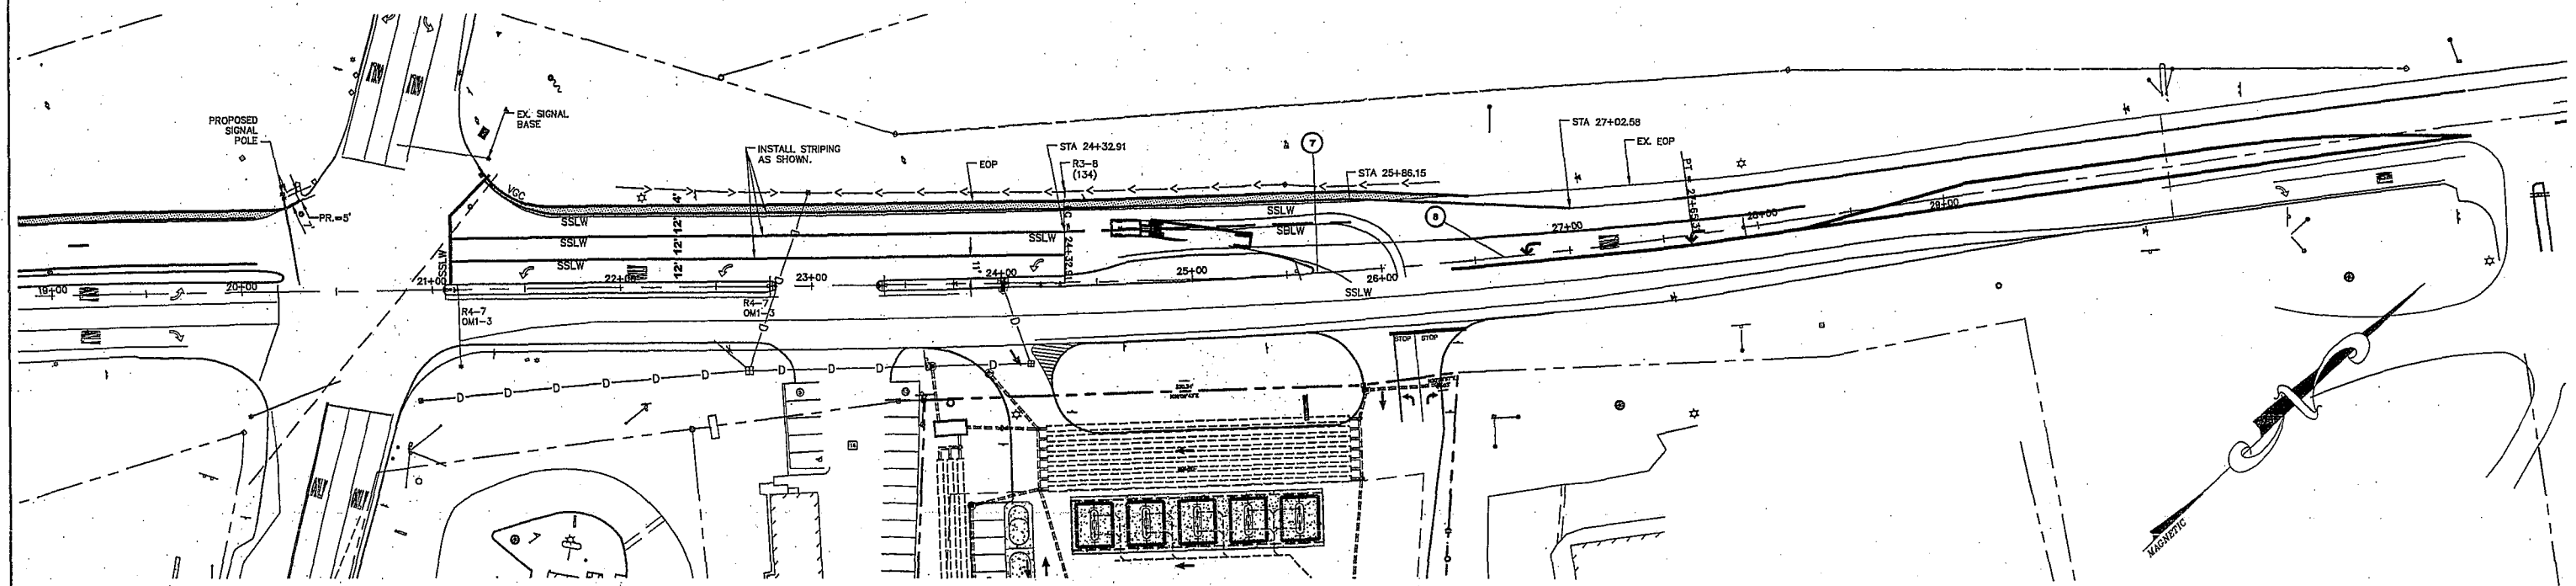 PROPOSED
SIGNAL
POLE
EX. SIGNAL
BASE
INSTALL STRIPING
AS SHOWN.
EOP
STA 24+32.91
R3-8
(134)
7
STA 25+86.15
STA 27+02.58
EX. EOP
VGC
PR.=5'
SSLW
SSLW
SSLW
SSLW
SSLW
SSLW
SBLW
SSLW
12' 12' 12' 4'
11'
8
19+00
20+00
21+00
22+00
23+00
24+00
25+00
26+00
27+00
28+00
29+00
R4-7
OM1-3
R4-7
OM1-3
D
D
D
D
D
D
D
D
D
D
D
D
STOP
STOP
MAGNETIC